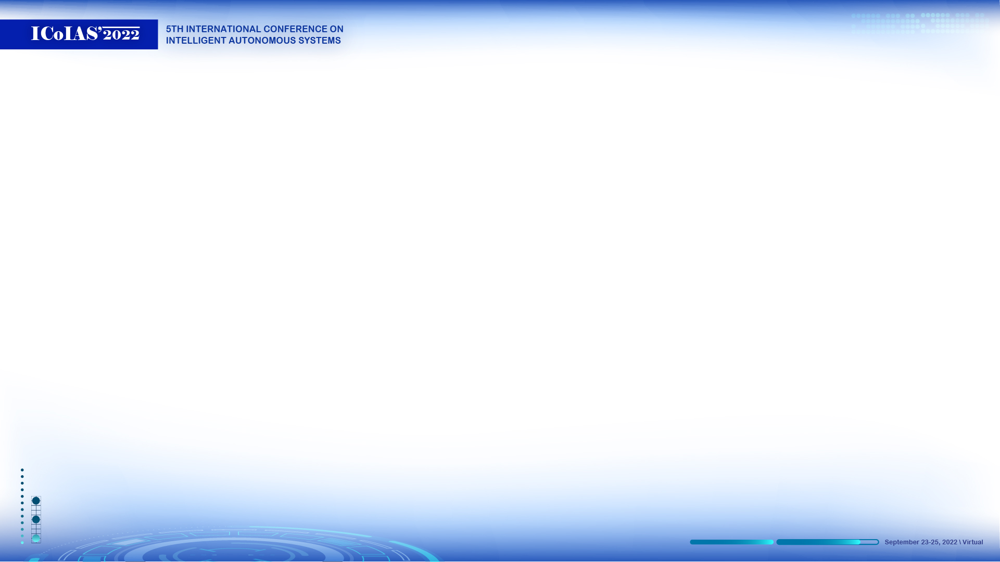 ICoIAS'2022
5TH INTERNATIONAL CONFERENCE ON
INTELLIGENT AUTONOMOUS SYSTEMS
September 23-25, 2022 \ Virtual